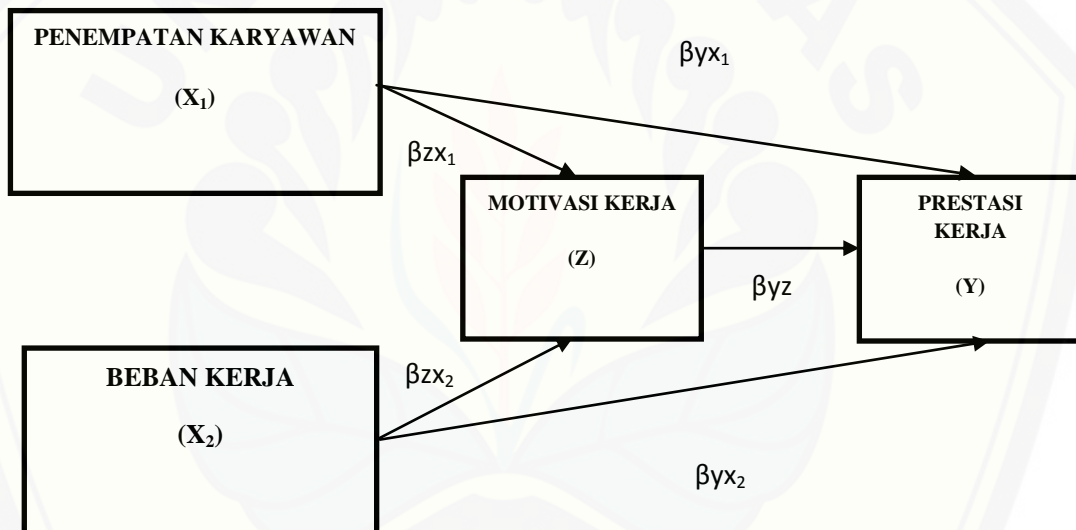 PENEMPATAN KARYAWAN
(X₁)
βyx₁
βzx₁
MOTIVASI KERJA
(Z)
PRESTASI
KERJA
(Y)
βyz
BEBAN KERJA
(X₂)
βzx₂
βyx₂